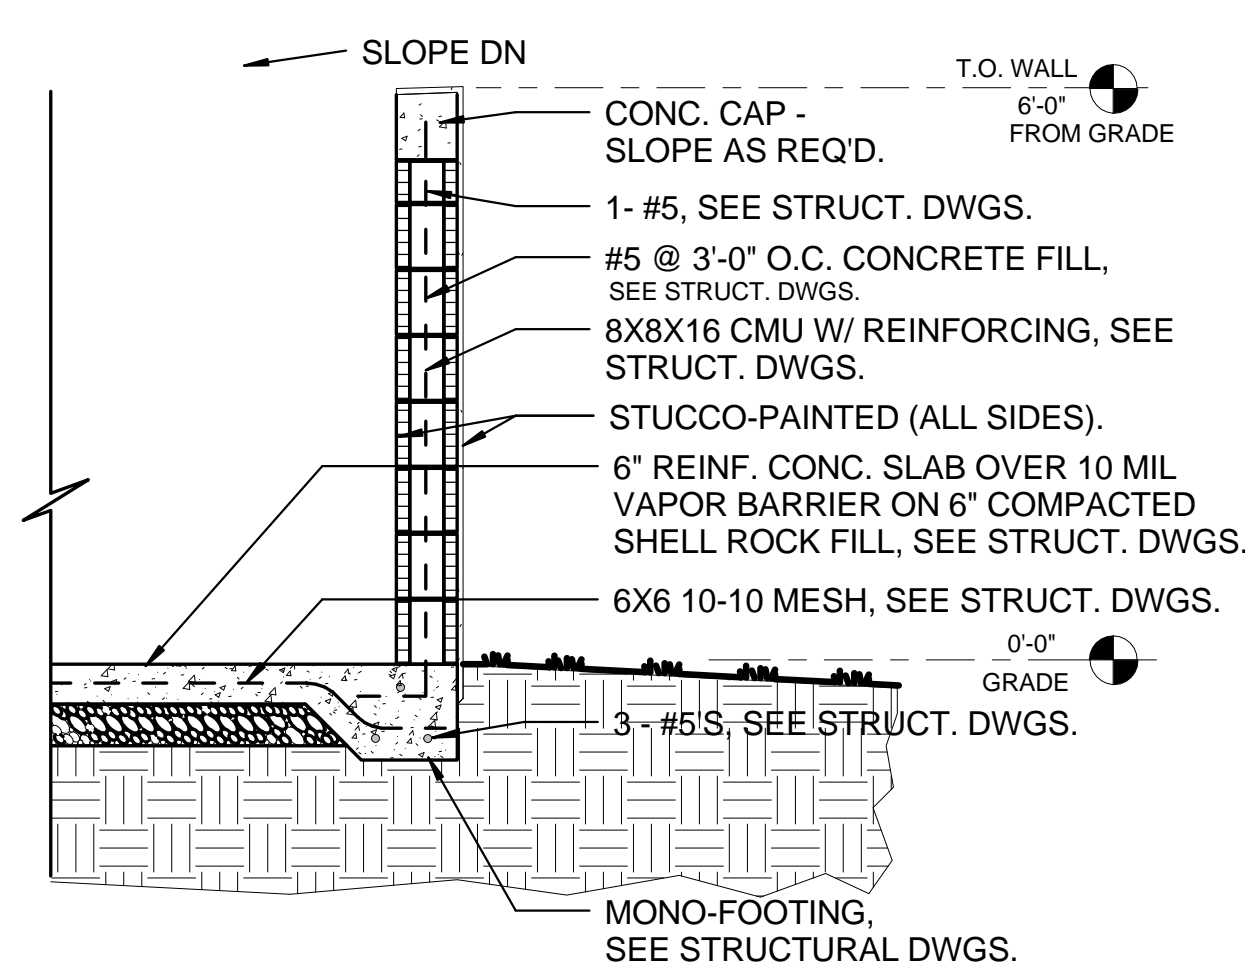 SLOPE DN
T.O. WALL
6'-0"
FROM GRADE
CONC. CAP -
SLOPE AS REQ'D.
1- #5, SEE STRUCT. DWGS.
#5 @ 3'-0" O.C. CONCRETE FILL,
SEE STRUCT. DWGS.
8X8X16 CMU W/ REINFORCING, SEE
STRUCT. DWGS.
STUCCO-PAINTED (ALL SIDES).
6" REINF. CONC. SLAB OVER 10 MIL
VAPOR BARRIER ON 6" COMPACTED
SHELL ROCK FILL, SEE STRUCT. DWGS.
6X6 10-10 MESH, SEE STRUCT. DWGS.
0'-0"
GRADE
3 - #5'S, SEE STRUCT. DWGS.
MONO-FOOTING,
SEE STRUCTURAL DWGS.